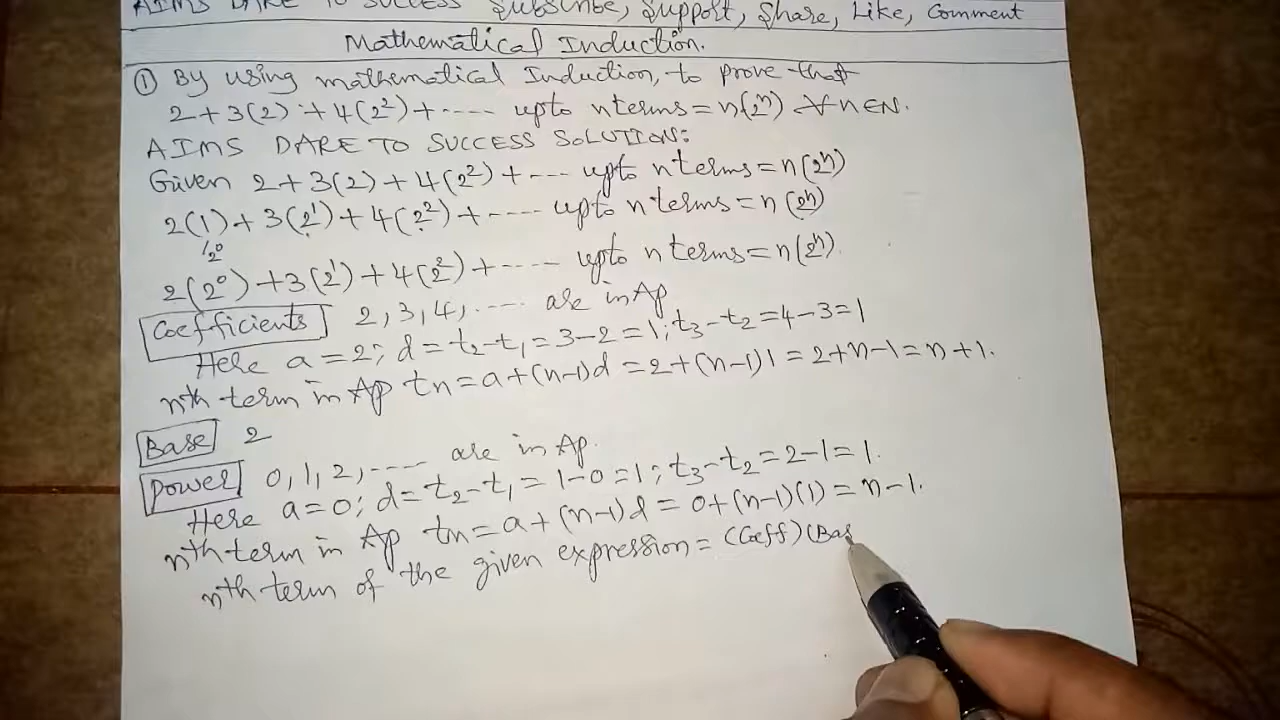 AIMS DARE TO SUCCESS Subscribe, Support, Share, Like, Comment
Mathematical Induction.
① By using mathematical Induction, to prove that
2+3(2)+4(2²)+----- upto n terms=n(2ⁿ) ∀n∈N.
AIMS DARE TO SUCCESS SOLUTION:
Given 2+3(2)+4(2²)+---- upto n terms=n(2ⁿ)
2(1)+3(2¹)+4(2²)+----- upto n terms=n(2ⁿ)
↳2⁰
2(2⁰)+3(2¹)+4(2²)+----- upto n terms=n(2ⁿ).
Coefficients 2,3,4,----- are in Ap
Here a=2; d=t₂-t₁=3-2=1; t₃-t₂=4-3=1
nth term in Ap tn=a+(n-1)d=2+(n-1)1=2+n-1=n+1.
Base 2
power 0,1,2,----- are in Ap.
Here a=0; d=t₂-t₁=1-0=1; t₃-t₂=2-1=1.
nth term in Ap tn=a+(n-1)d=0+(n-1)(1)=n-1.
nth term of the given expression=(Coeff)(Bas